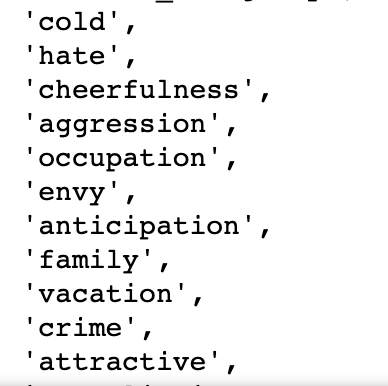 'cold',
'hate',
'cheerfulness',
'aggression',
'occupation',
'envy',
'anticipation',
'family',
'vacation',
'crime',
'attractive',